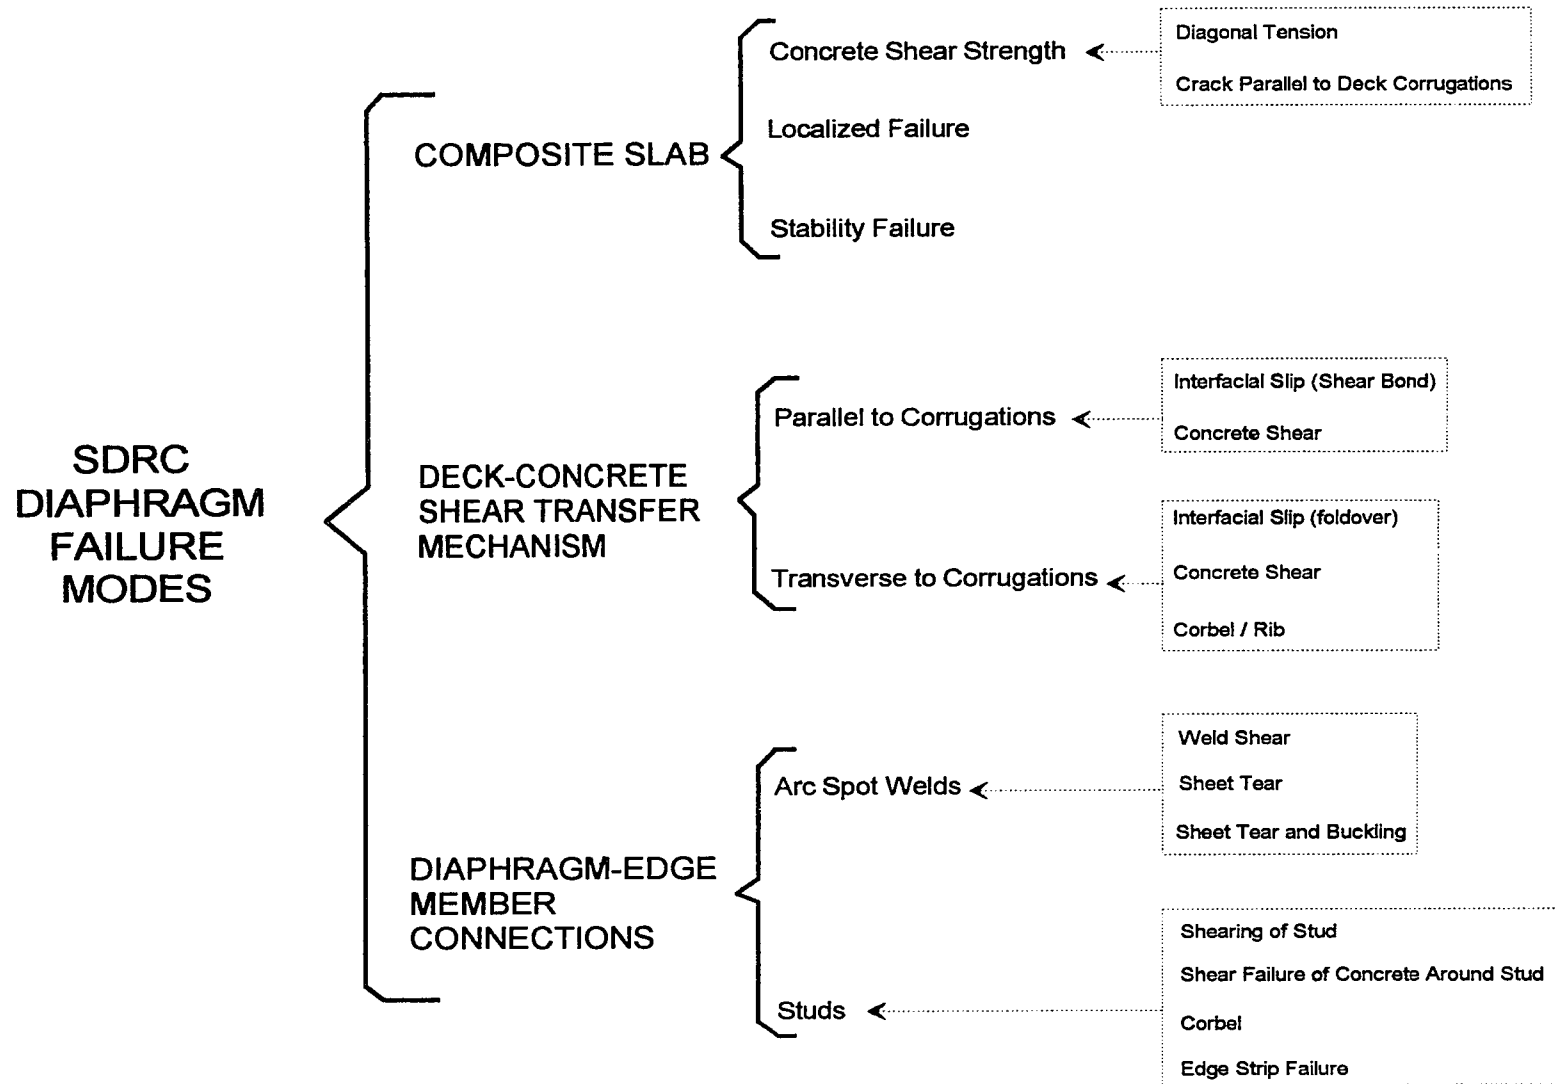 SDRC
DIAPHRAGM
FAILURE
MODES
COMPOSITE SLAB
Concrete Shear Strength
Diagonal Tension
Crack Parallel to Deck Corrugations
Localized Failure
Stability Failure
DECK-CONCRETE
SHEAR TRANSFER
MECHANISM
Parallel to Corrugations
Interfacial Slip (Shear Bond)
Concrete Shear
Transverse to Corrugations
Interfacial Slip (foldover)
Concrete Shear
Corbel / Rib
DIAPHRAGM-EDGE
MEMBER
CONNECTIONS
Arc Spot Welds
Weld Shear
Sheet Tear
Sheet Tear and Buckling
Studs
Shearing of Stud
Shear Failure of Concrete Around Stud
Corbel
Edge Strip Failure